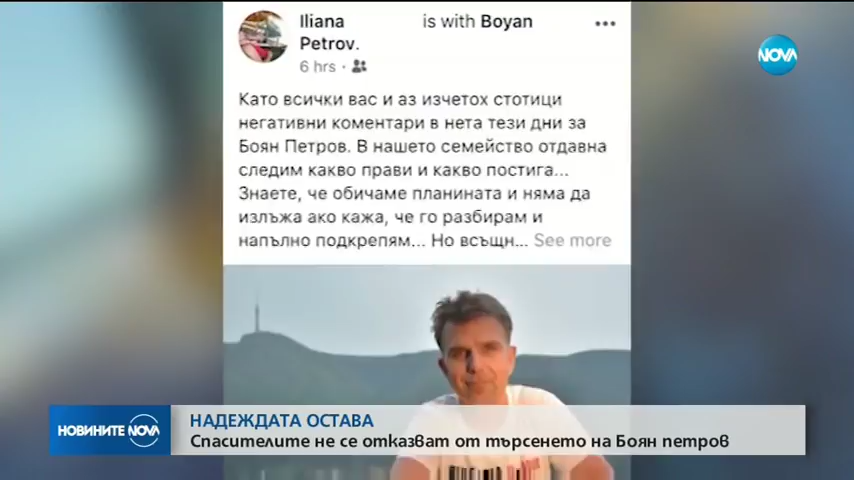 Iliana is with Boyan
Petrov.
6 hrs ·
NOVA
Като всички вас и аз изчетох стотици
негативни коментари в нета тези дни за
Боян Петров. В нашето семейство отдавна
следим какво прави и какво постига...
Знаете, че обичаме планината и няма да
излъжа ако кажа, че го разбирам и
напълно подкрепям... Но всъщн... See more
НОВИНИТЕ NOVA
НАДЕЖДАТА ОСТАВА
Спасителите не се отказват от търсенето на Боян петров